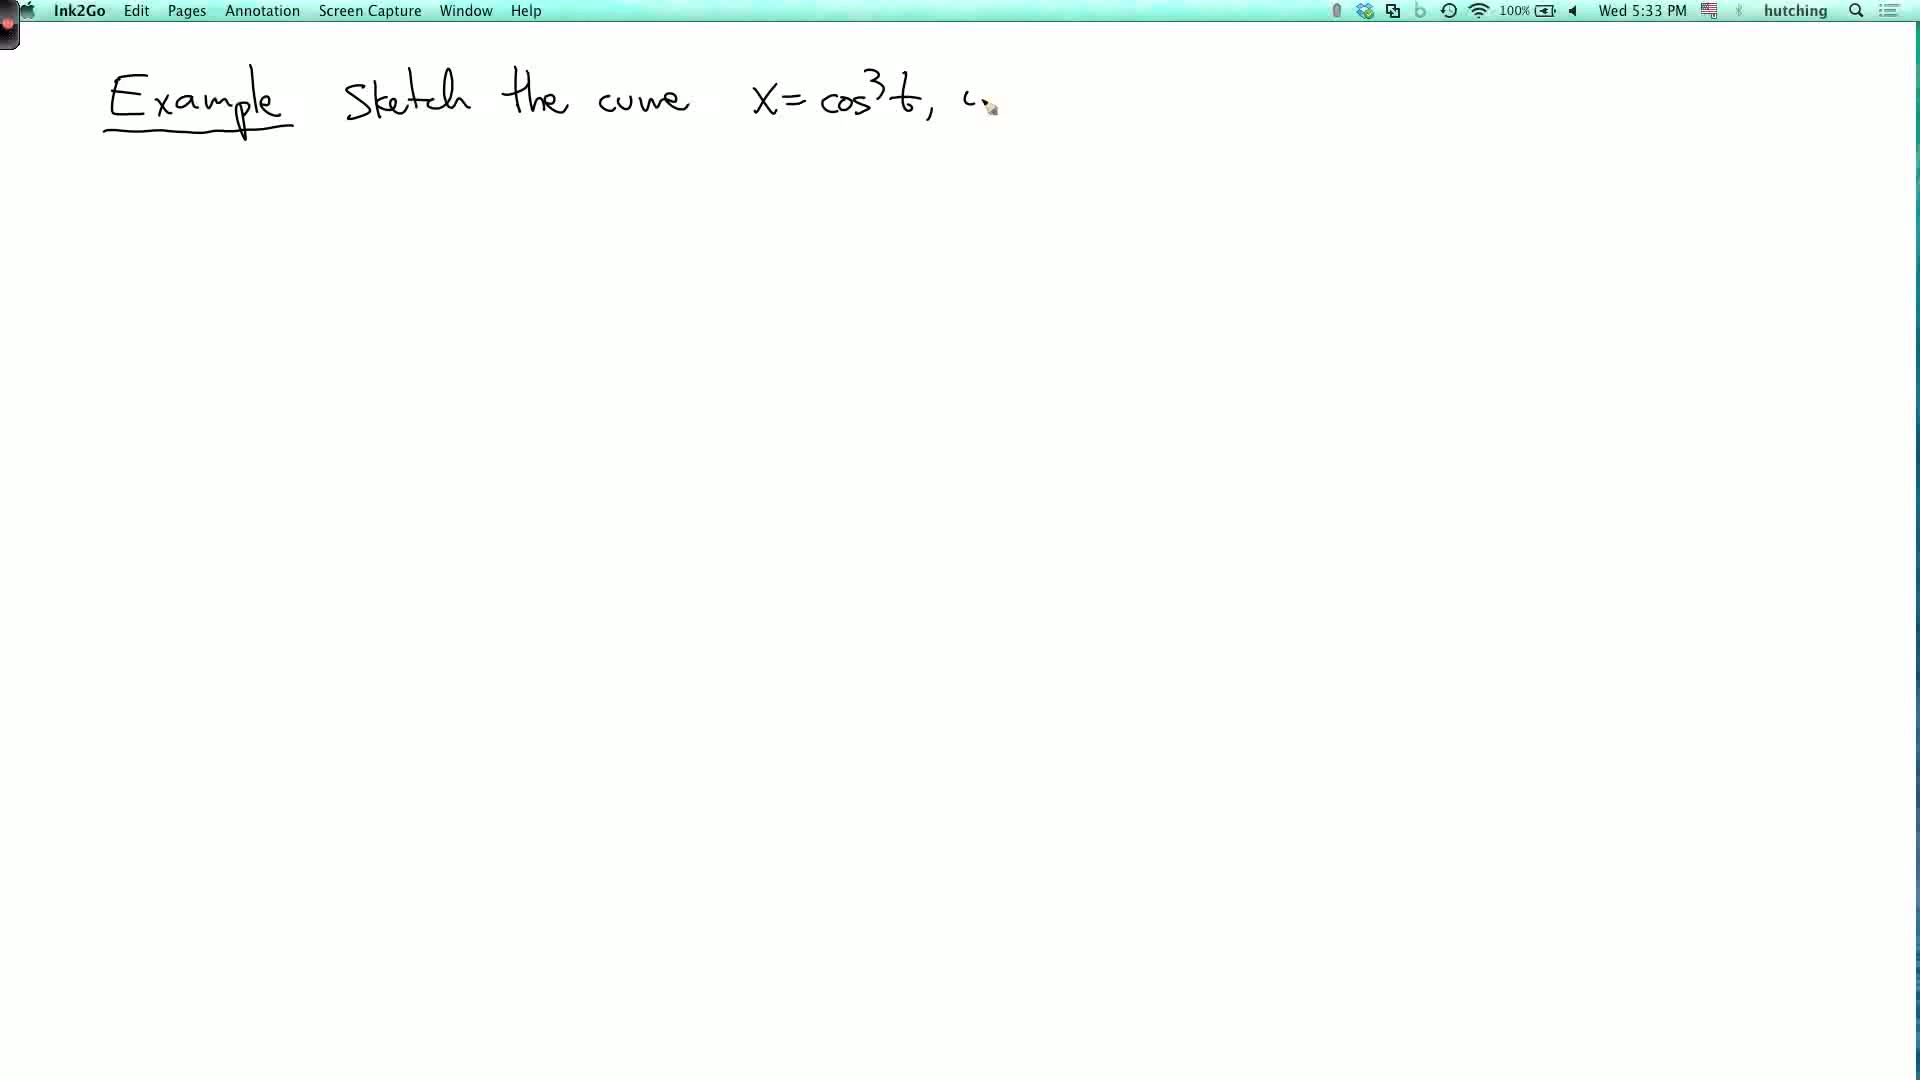 Ink2Go Edit Pages Annotation Screen Capture Window Help 100% Wed 5:33 PM hutching
Example Sketch the curve x = cos³t,